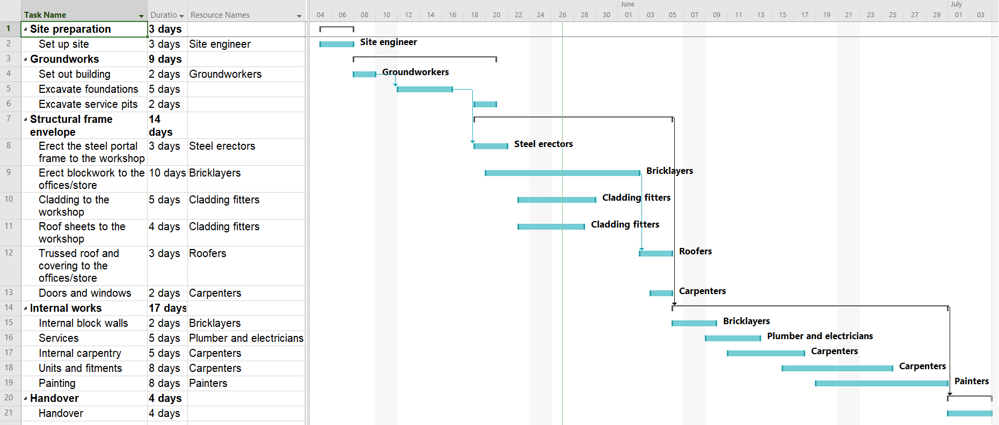 June July
Task Name Duratio Resource Names 04 06 08 10 12 14 16 18 20 22 24 26 28 30 01 03 05 07 09 11 13 15 17 19 21 23 25 27 29 01 03
1 Site preparation 3 days
2 Set up site 3 days Site engineer Site engineer
3 Groundworks 9 days
4 Set out building 2 days Groundworkers Groundworkers
5 Excavate foundations 5 days
6 Excavate service pits 2 days
7 Structural frame 14
envelope days
8 Erect the steel portal 3 days Steel erectors Steel erectors
frame to the workshop
9 Erect blockwork to the 10 days Bricklayers Bricklayers
offices/store
10 Cladding to the 5 days Cladding fitters Cladding fitters
workshop
11 Roof sheets to the 4 days Cladding fitters Cladding fitters
workshop
12 Trussed roof and 3 days Roofers Roofers
covering to the
offices/store
13 Doors and windows 2 days Carpenters Carpenters
14 Internal works 17 days
15 Internal block walls 2 days Bricklayers Bricklayers
16 Services 5 days Plumber and electricians Plumber and electricians
17 Internal carpentry 5 days Carpenters Carpenters
18 Units and fitments 8 days Carpenters Carpenters
19 Painting 8 days Painters Painters
20 Handover 4 days
21 Handover 4 days